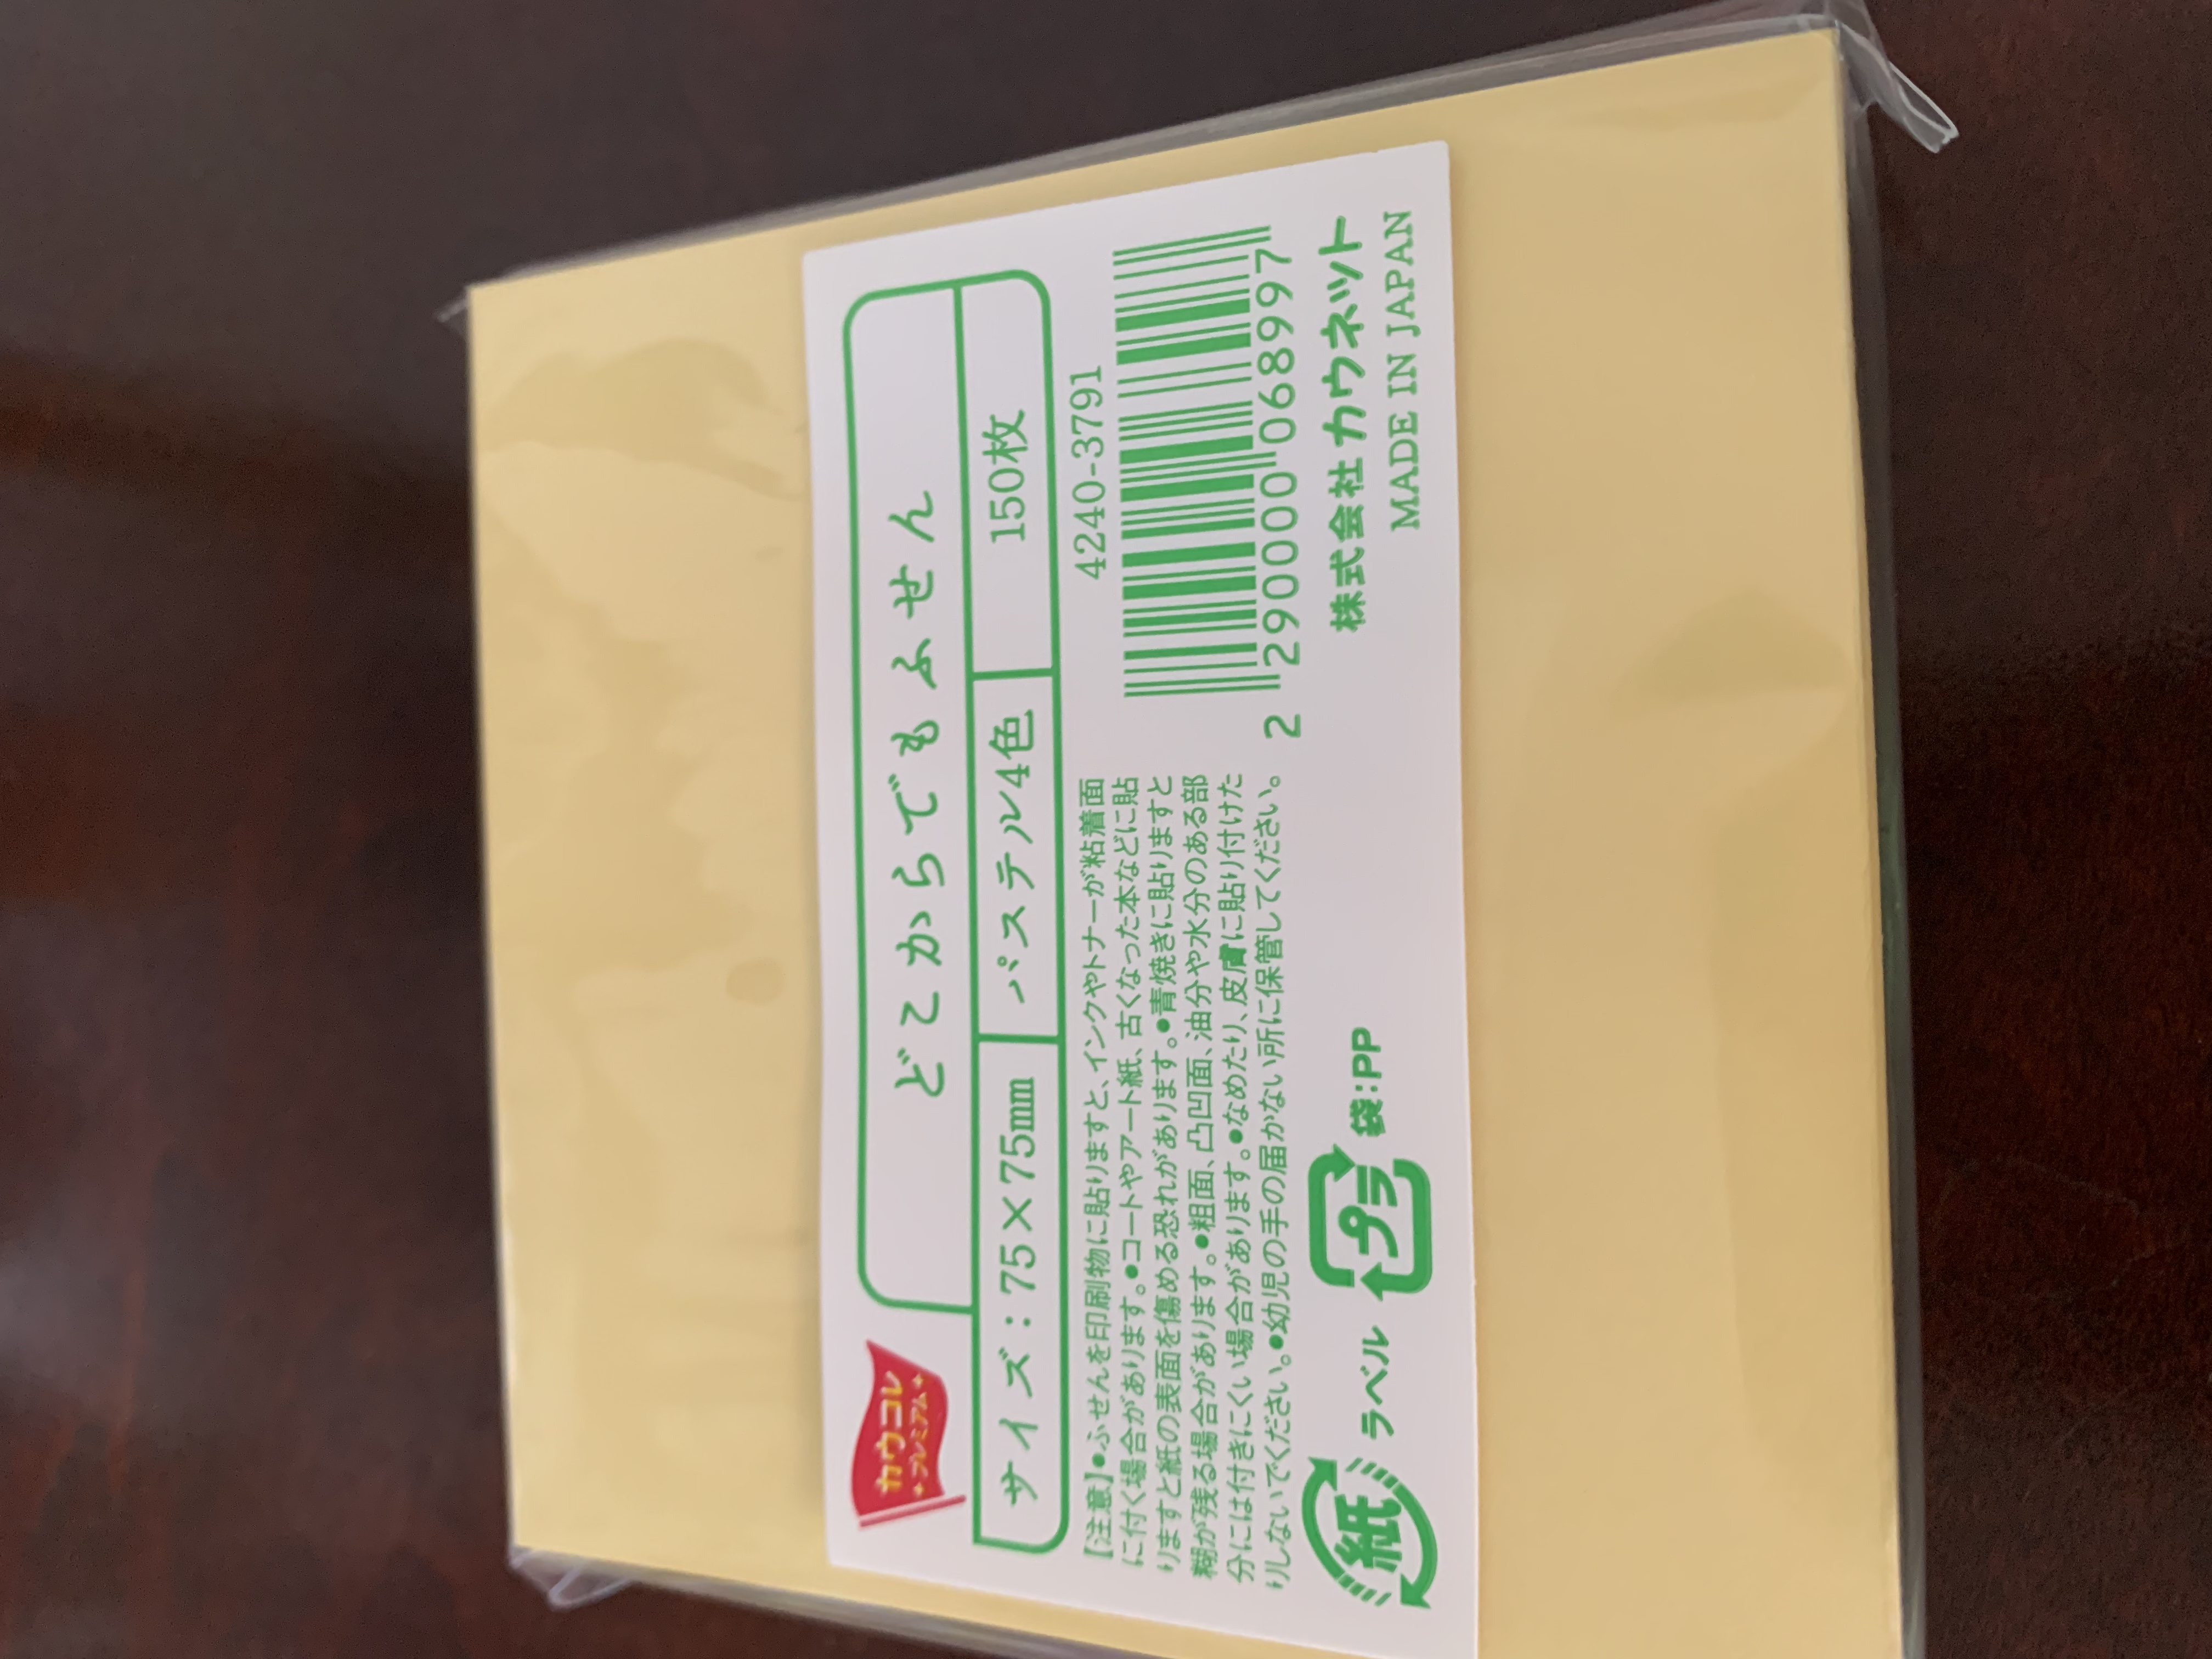 カウコレ
プレミアム
どこからでもふせん
サイズ：75×75mm パステル4色 150枚
【注意】●ふせんを印刷物に貼りますと、インクやトナーが粘着面
に付く場合があります。●コートやアート紙、古くなった本などに貼
りますと紙の表面を傷める恐れがあります。●青焼きに貼りますと
糊が残る場合があります。●粗面、凸凹面、油分や水分のある部
分には付きにくい場合があります。●なめたり、皮膚に貼り付けた
りしないでください。●幼児の手の届かない所に保管してください。
4240-3791
2 290000 068997
紙 ラベル プラ 袋：PP
株式会社カウネット
MADE IN JAPAN